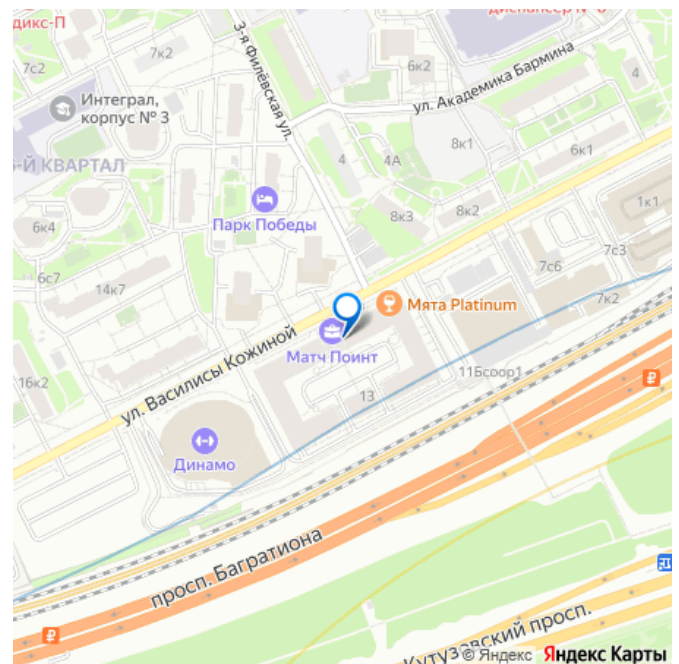 дикс-П
диспансер № 6
7к2
7с2
3-я Филёвская ул.
6к2
4
ул. Академика Бармина
Интеграл,
корпус № 3
8к1
6к1
4
4А
-Й КВАРТАЛ
Парк Победы
8к3
8к2
1к1
6к4
7с3
7с6
6с7
14к7
7к2
Мята Platinum
Матч Поинт
ул. Василисы Кожиной
16к2
13
116соор1
₽
Динамо
просп. Багратиона
₽
Кутузовский просп.
© Яндекс Яндекс Карты